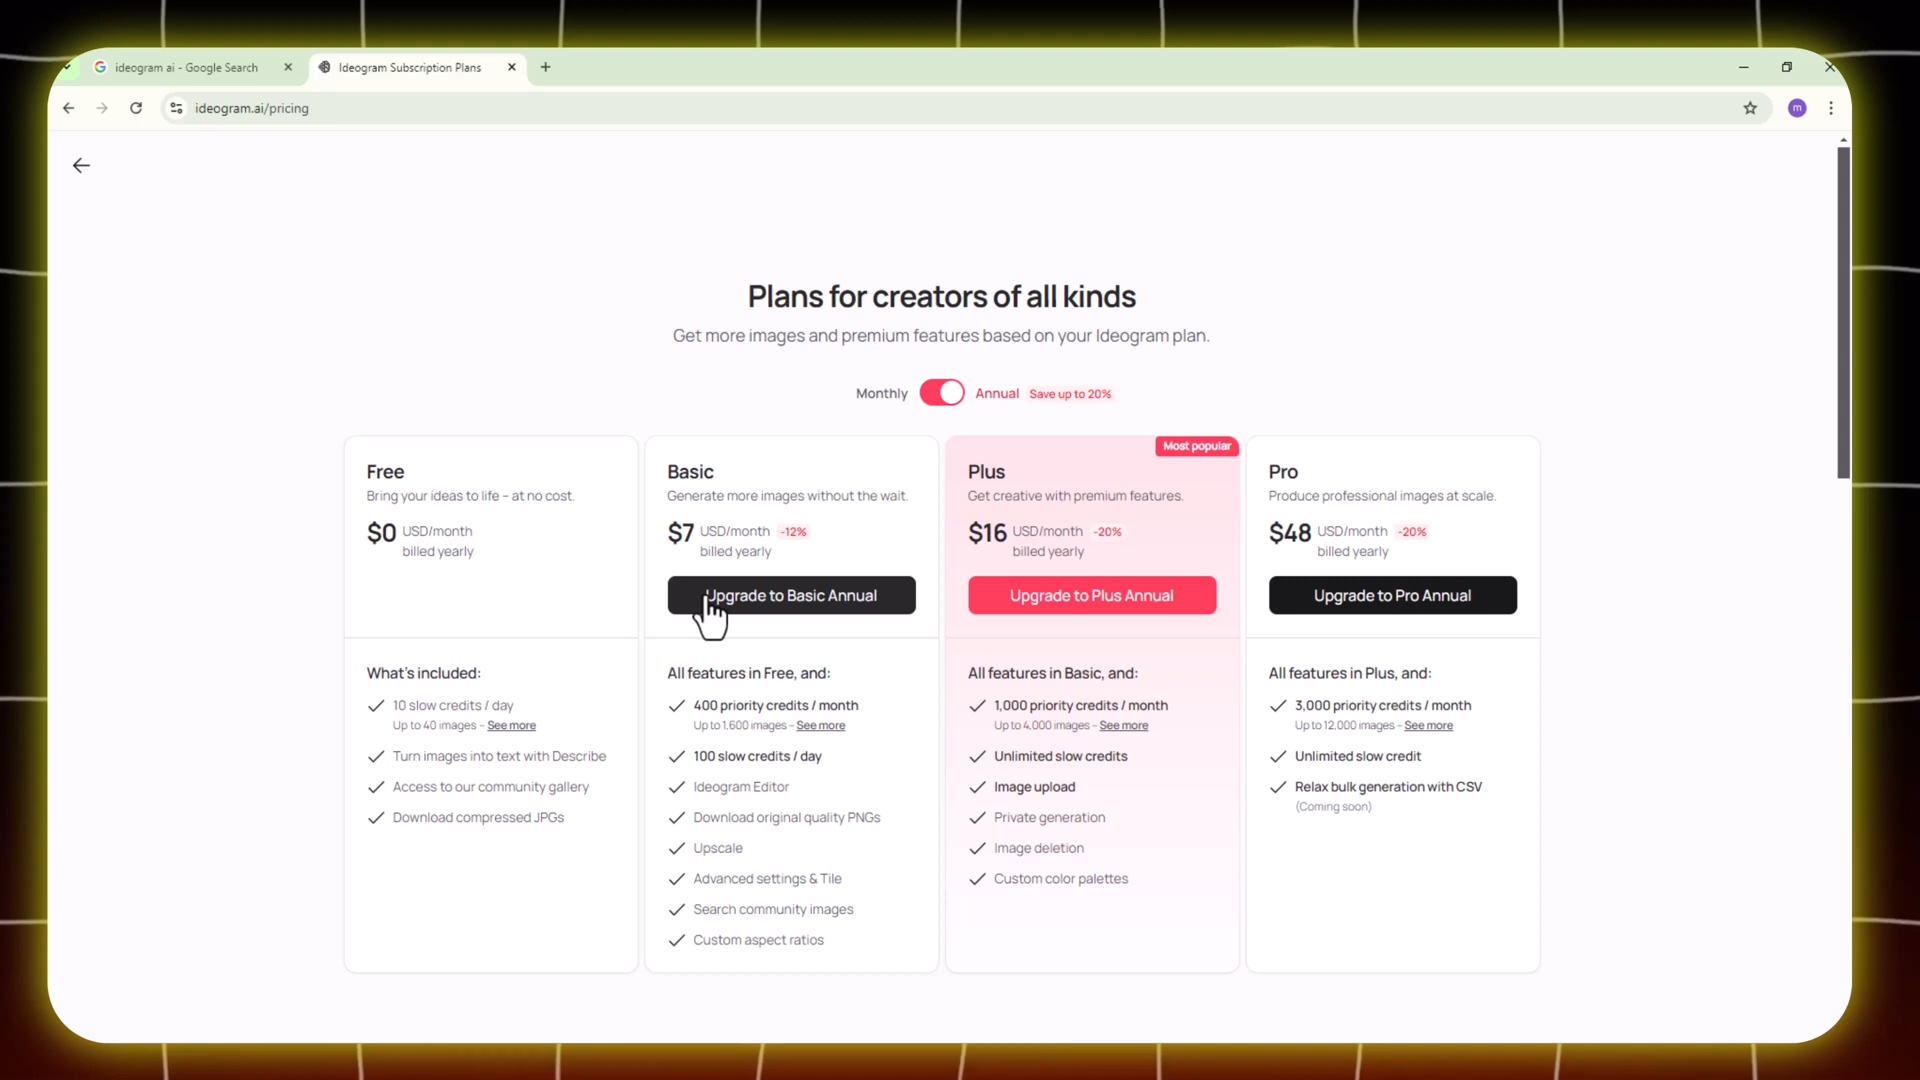 ideogram ai - Google Search
Ideogram Subscription Plans
ideogram.ai/pricing
m
Plans for creators of all kinds
Get more images and premium features based on your Ideogram plan.
Monthly Annual Save up to 20%
Free
Bring your ideas to life – at no cost.
$0 USD/month
billed yearly
What's included:
10 slow credits / day
Up to 40 images – See more
Turn images into text with Describe
Access to our community gallery
Download compressed JPGs
Basic
Generate more images without the wait.
$7 USD/month -12%
billed yearly
Upgrade to Basic Annual
All features in Free, and:
400 priority credits / month
Up to 1,600 images – See more
100 slow credits / day
Ideogram Editor
Download original quality PNGs
Upscale
Advanced settings & Tile
Search community images
Custom aspect ratios
Most popular
Plus
Get creative with premium features.
$16 USD/month -20%
billed yearly
Upgrade to Plus Annual
All features in Basic, and:
1,000 priority credits / month
Up to 4,000 images – See more
Unlimited slow credits
Image upload
Private generation
Image deletion
Custom color palettes
Pro
Produce professional images at scale.
$48 USD/month -20%
billed yearly
Upgrade to Pro Annual
All features in Plus, and:
3,000 priority credits / month
Up to 12,000 images – See more
Unlimited slow credit
Relax bulk generation with CSV
(Coming soon)